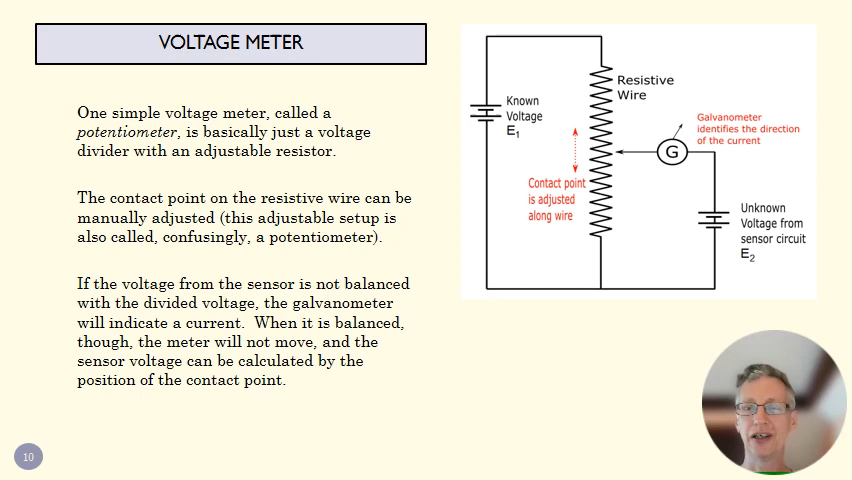 VOLTAGE METER
One simple voltage meter, called a
potentiometer, is basically just a voltage
divider with an adjustable resistor.
The contact point on the resistive wire can be
manually adjusted (this adjustable setup is
also called, confusingly, a potentiometer).
If the voltage from the sensor is not balanced
with the divided voltage, the galvanometer
will indicate a current.  When it is balanced,
though, the meter will not move, and the
sensor voltage can be calculated by the
position of the contact point.
Known
Voltage
E1
Resistive
Wire
Contact point
is adjusted
along wire
Galvanometer
identifies the direction
of the current
G
Unknown
Voltage from
sensor circuit
E2
10